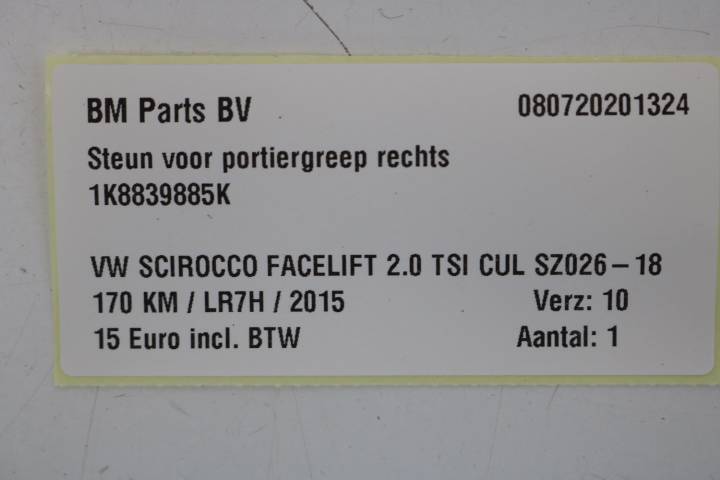 BM Parts BV 080720201324
Steun voor portiergreep rechts
1K8839885K
VW SCIROCCO FACELIFT 2.0 TSI CUL SZ026-18
170 KM / LR7H / 2015 Verz: 10
15 Euro incl. BTW Aantal: 1